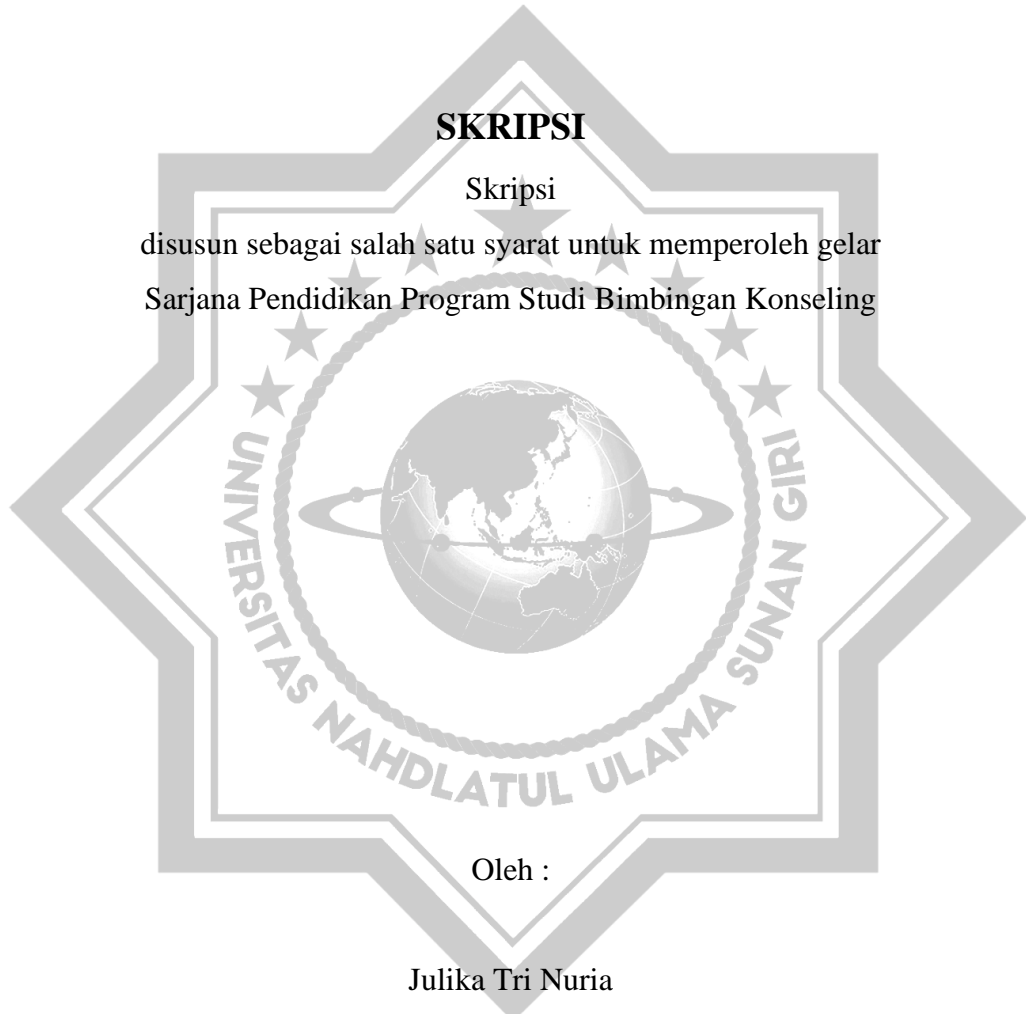 SKRIPSI
Skripsi
disusun sebagai salah satu syarat untuk memperoleh gelar
Sarjana Pendidikan Program Studi Bimbingan Konseling
UNIVERSITAS NAHDLATUL ULAMA SUNAN GIRI
Oleh :
Julika Tri Nuria